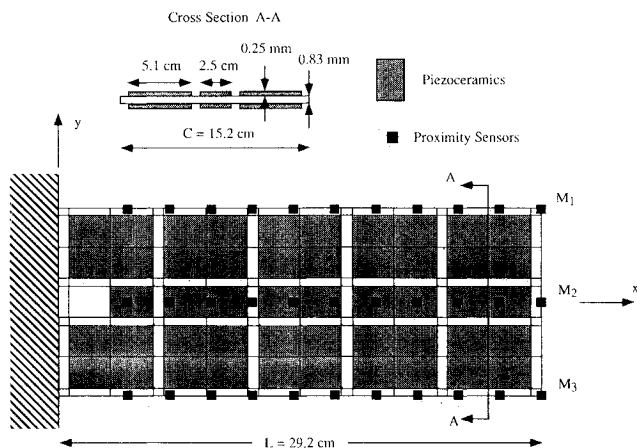 Cross Section A-A
0.25 mm
5.1 cm
2.5 cm
0.83 mm
Piezoceramics
C = 15.2 cm
Proximity Sensors
y
A
M1
M2
x
M3
A
L = 29.2 cm